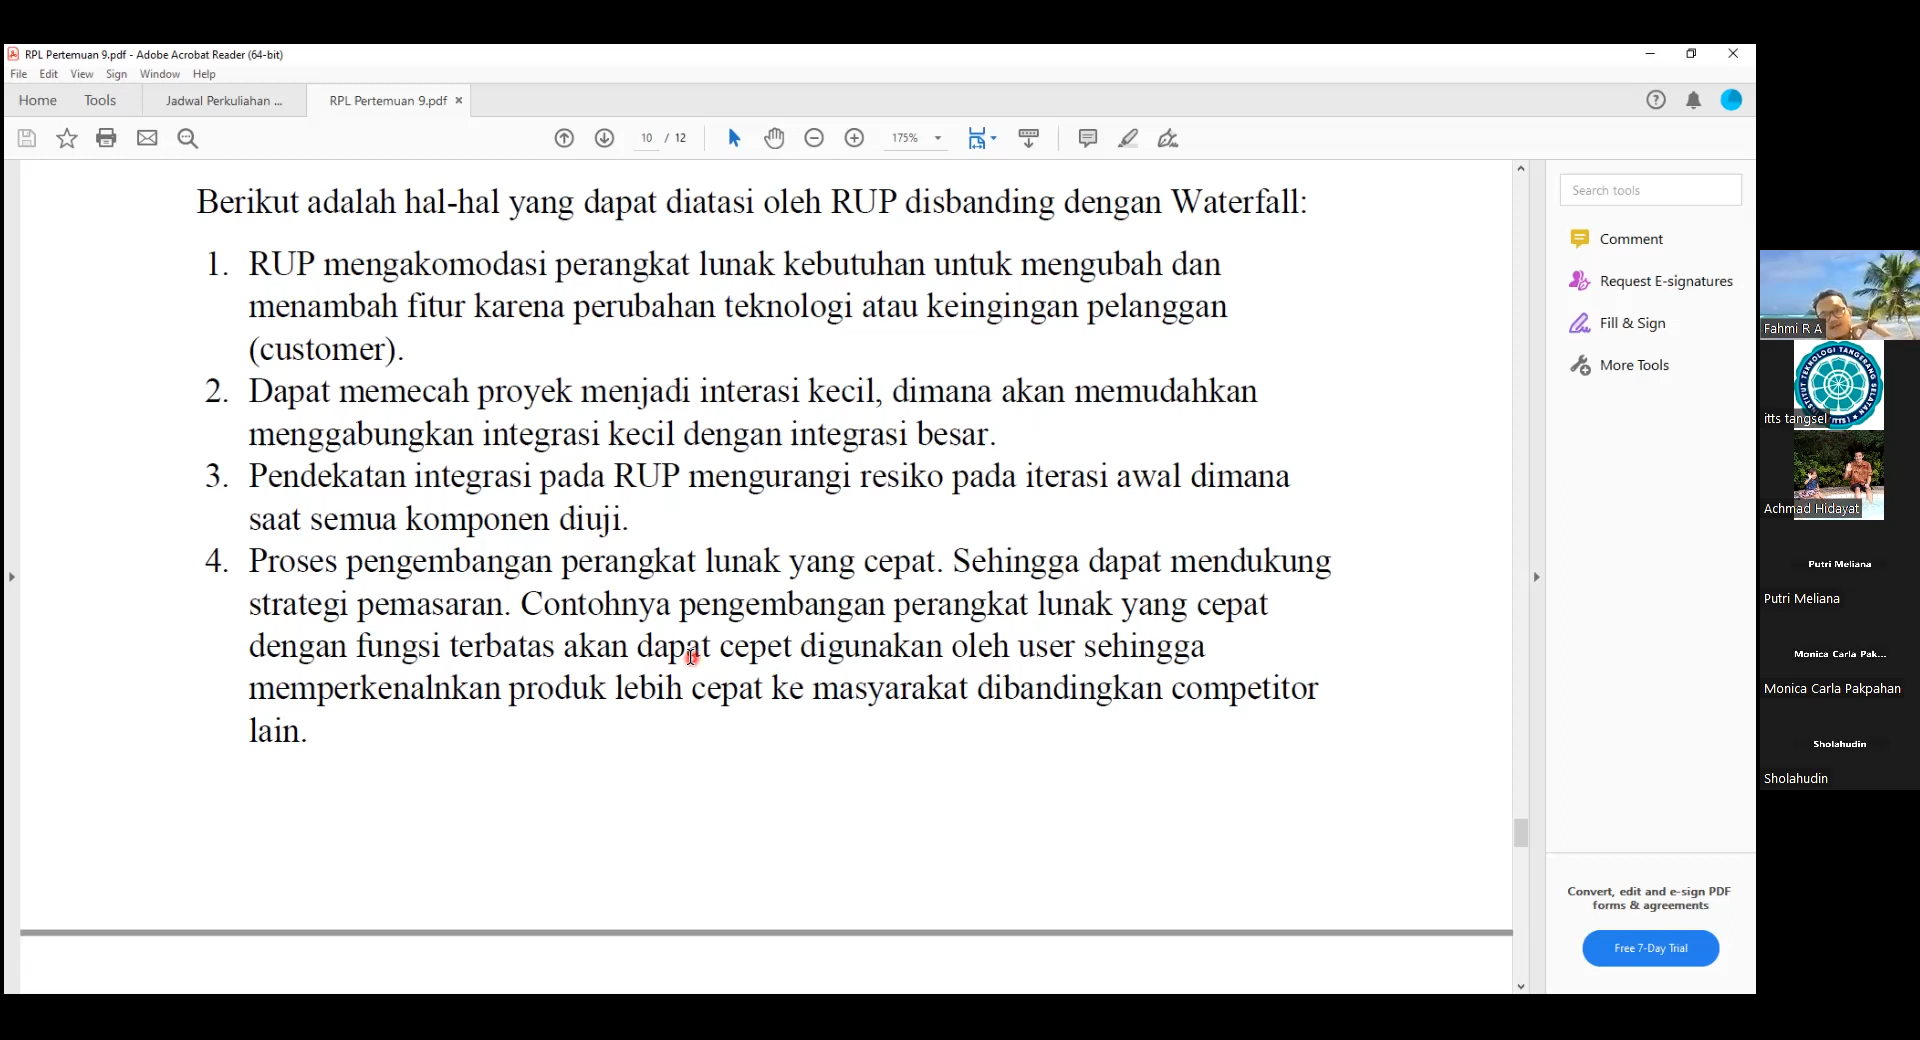 RPL Pertemuan 9.pdf - Adobe Acrobat Reader (64-bit)
File Edit View Sign Window Help
Home Tools Jadwal Perkuliahan ... RPL Pertemuan 9.pdf ×
10 / 12 175%
Berikut adalah hal-hal yang dapat diatasi oleh RUP disbanding dengan Waterfall:
1. RUP mengakomodasi perangkat lunak kebutuhan untuk mengubah dan
menambah fitur karena perubahan teknologi atau keingingan pelanggan
(customer).
2. Dapat memecah proyek menjadi interasi kecil, dimana akan memudahkan
menggabungkan integrasi kecil dengan integrasi besar.
3. Pendekatan integrasi pada RUP mengurangi resiko pada iterasi awal dimana
saat semua komponen diuji.
4. Proses pengembangan perangkat lunak yang cepat. Sehingga dapat mendukung
strategi pemasaran. Contohnya pengembangan perangkat lunak yang cepat
dengan fungsi terbatas akan dapat cepet digunakan oleh user sehingga
memperkenalnkan produk lebih cepat ke masyarakat dibandingkan competitor
lain.
Search tools
Comment
Request E-signatures
Fill & Sign
More Tools
Convert, edit and e-sign PDF
forms & agreements
Free 7-Day Trial
Fahmi R A
INSTITUT TEKNOLOGI TANGERANG SELATAN
itts tangsel
Achmad Hidayat
Putri Meliana
Putri Meliana
Monica Carla Pak...
Monica Carla Pakpahan
Sholahudin
Sholahudin